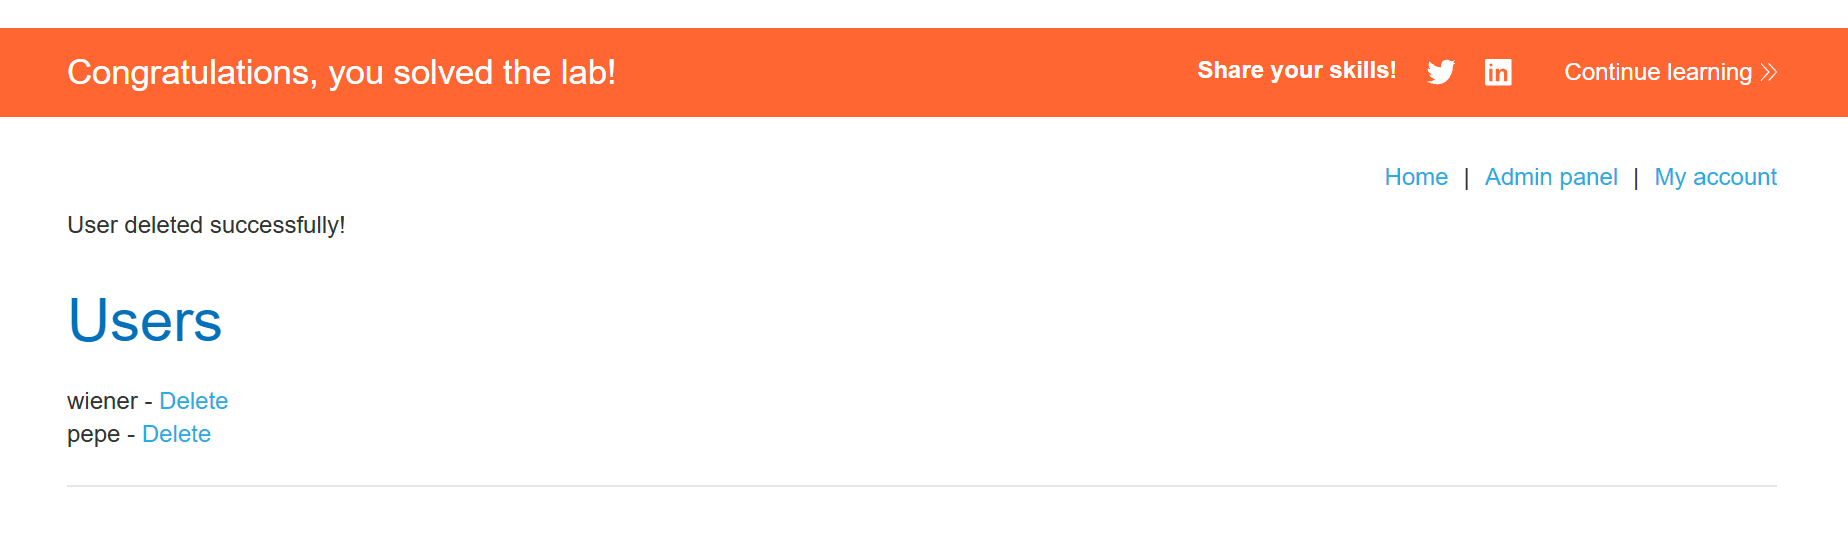 Congratulations, you solved the lab!
Share your skills!
Continue learning >>
Home | Admin panel | My account
User deleted successfully!
Users
wiener - Delete
pepe - Delete